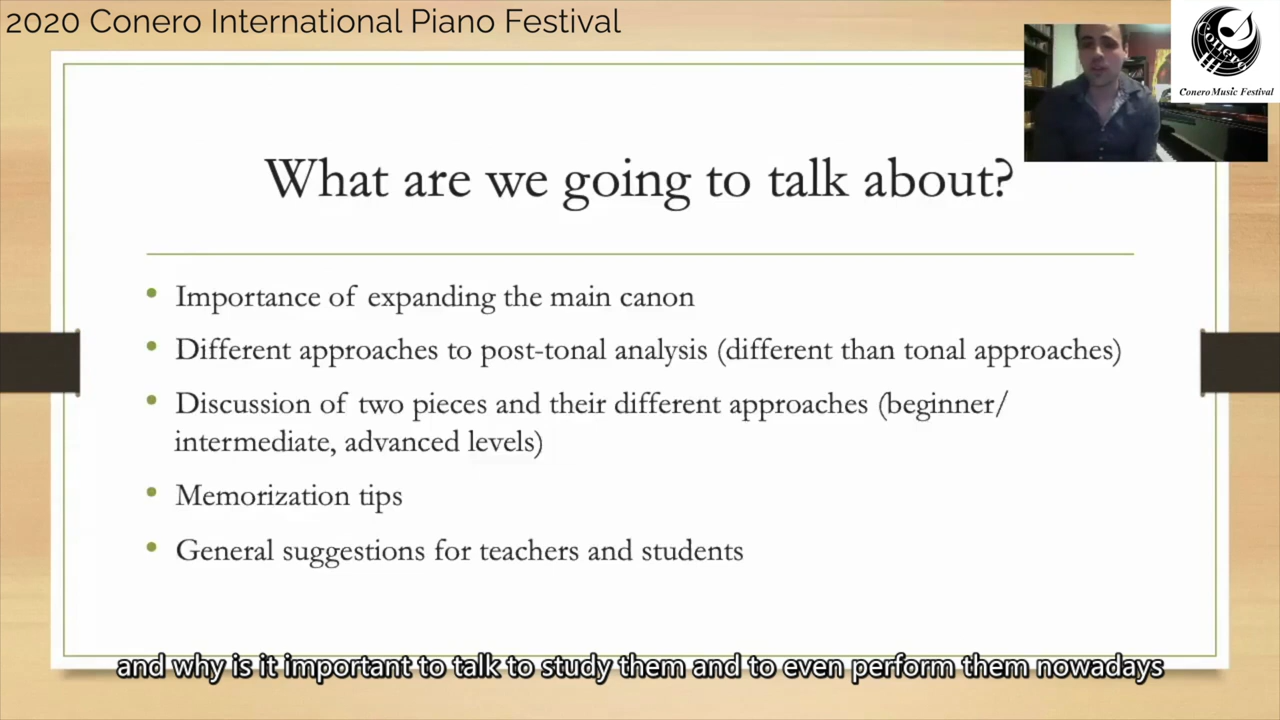 2020 Conero International Piano Festival
Conero
Conero Music Festival
What are we going to talk about?
• Importance of expanding the main canon
• Different approaches to post-tonal analysis (different than tonal approaches)
• Discussion of two pieces and their different approaches (beginner/
intermediate, advanced levels)
• Memorization tips
• General suggestions for teachers and students
and why is it important to talk to study them and to even perform them nowadays